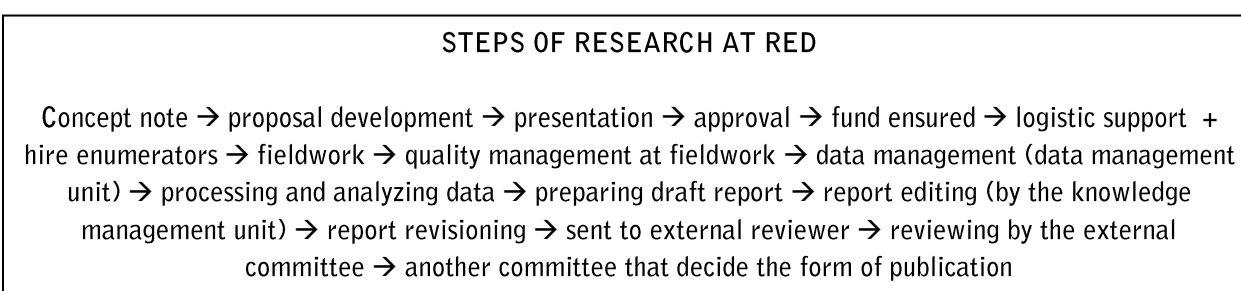 STEPS OF RESEARCH AT RED
Concept note → proposal development → presentation → approval → fund ensured → logistic support +
hire enumerators → fieldwork → quality management at fieldwork → data management (data management
unit) → processing and analyzing data → preparing draft report → report editing (by the knowledge
management unit) → report revisioning → sent to external reviewer → reviewing by the external
committee → another committee that decide the form of publication